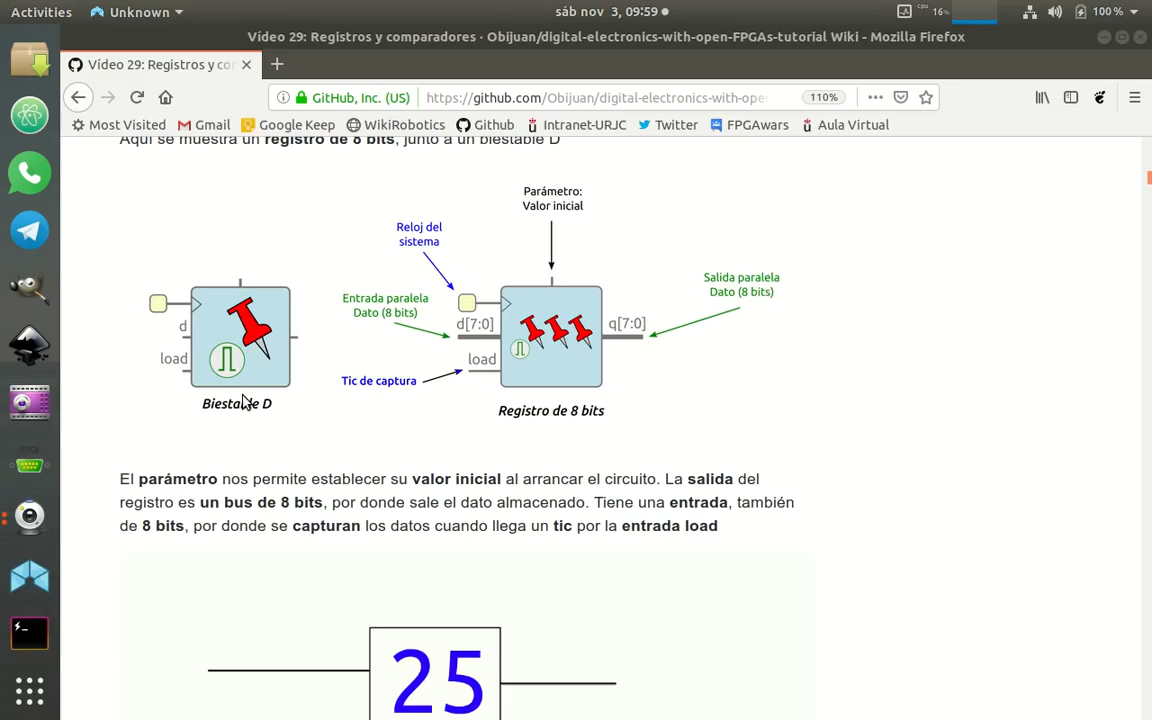 Activities
Unknown
sáb nov 3, 09:59
cpu
16%
100 %
Vídeo 29: Registros y comparadores · Obijuan/digital-electronics-with-open-FPGAs-tutorial Wiki - Mozilla Firefox
Vídeo 29: Registros y co
GitHub, Inc. (US)
https://github.com/Obijuan/digital-electronics-with-ope
110%
Most Visited
Gmail
Google Keep
WikiRobotics
Github
Intranet-URJC
Twitter
FPGAwars
Aula Virtual
Aquí se muestra un registro de 8 bits, junto a un biestable D
Parámetro:
Valor inicial
Reloj del
sistema
Entrada paralela
Dato (8 bits)
Salida paralela
Dato (8 bits)
d
load
d[7:0]
q[7:0]
load
Tic de captura
Biestable D
Registro de 8 bits
El parámetro nos permite establecer su valor inicial al arrancar el circuito. La salida del
registro es un bus de 8 bits, por donde sale el dato almacenado. Tiene una entrada, también
de 8 bits, por donde se capturan los datos cuando llega un tic por la entrada load
25